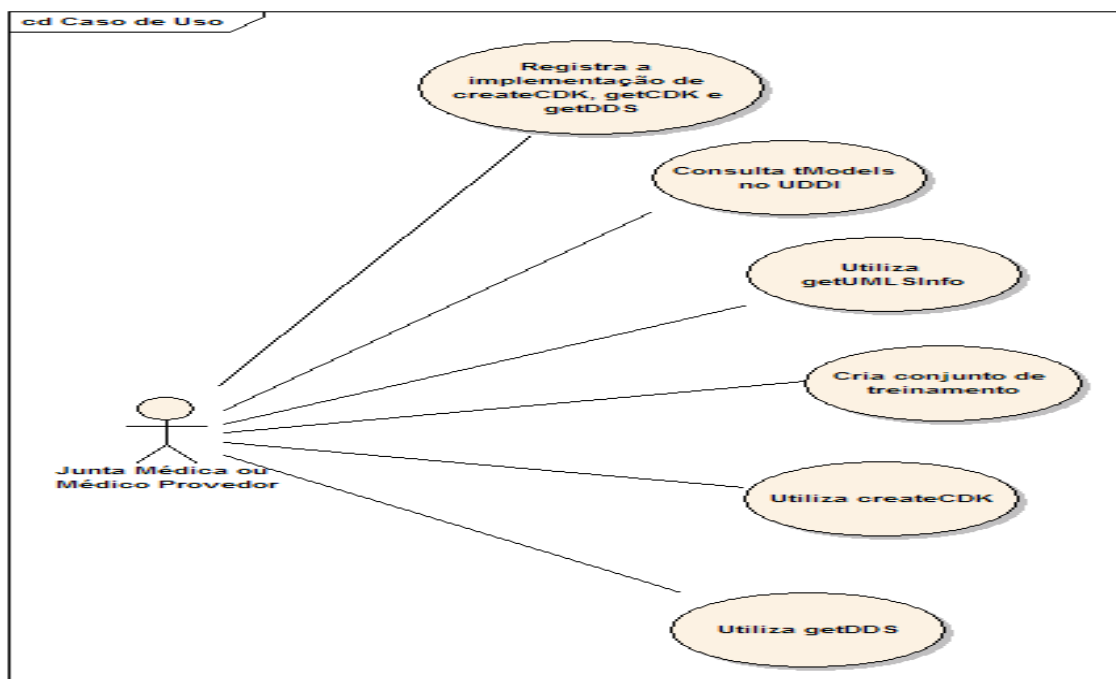 cd Caso de Uso
Registra a
implementação de
createCDK, getCDK e
getDDS
Consulta tModels
no UDDI
Utiliza
getUMLSInfo
Cria conjunto de
treinamento
Junta Médica ou
Médico Provedor
Utiliza createCDK
Utiliza getDDS